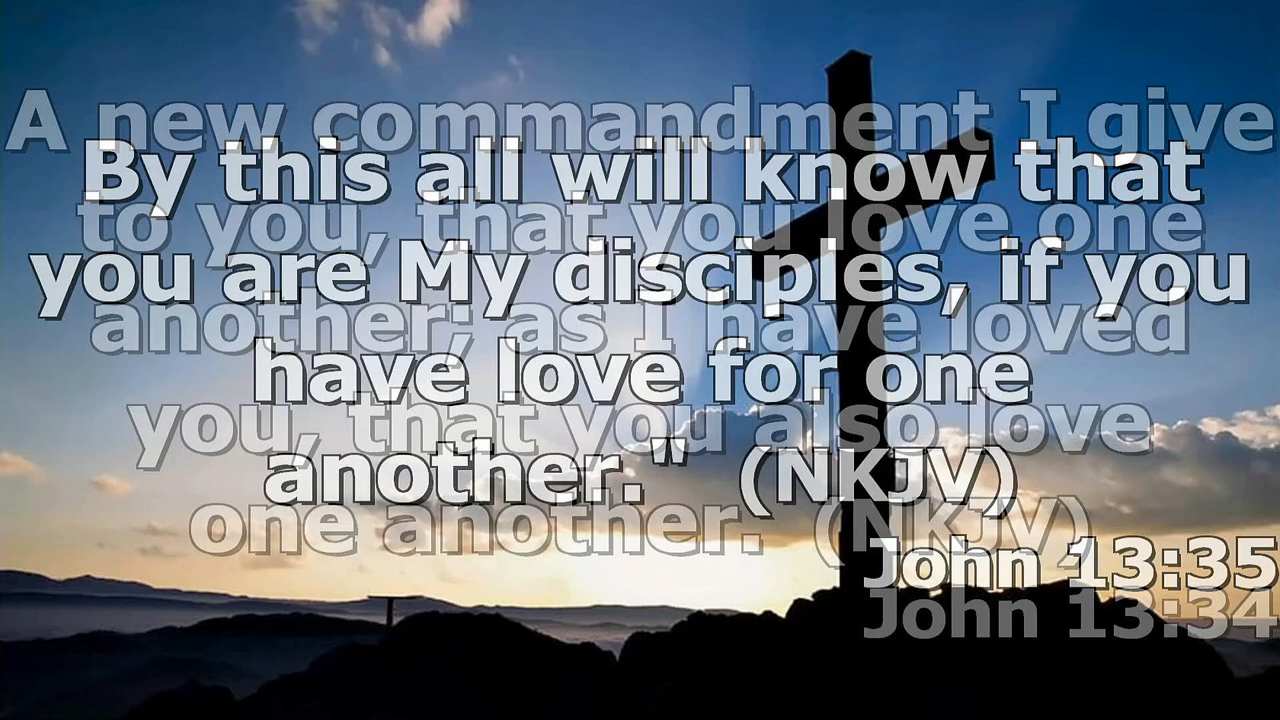 A new commandment I give
to you, that you love one
another; as I have loved
you, that you also love
one another. (NKJV)
John 13:34
By this all will know that
you are My disciples, if you
have love for one
another." (NKJV)
John 13:35